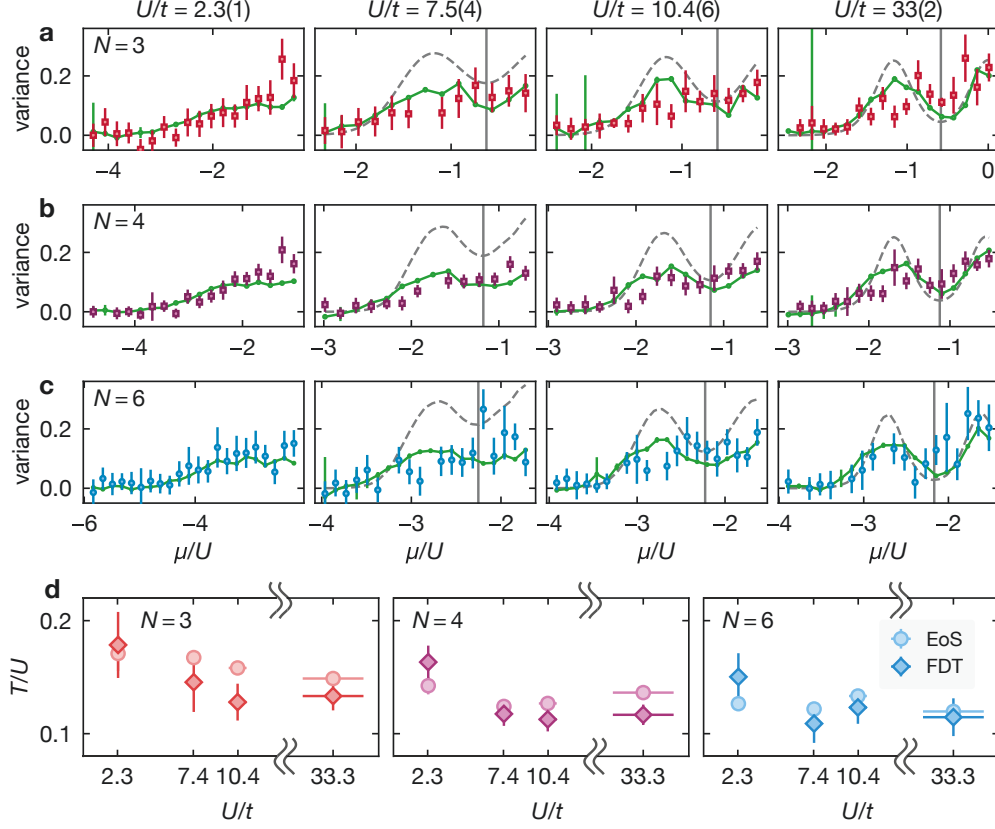 U/t = 2.3(1) U/t = 7.5(4) U/t = 10.4(6) U/t = 33(2)
a
N = 3
variance
0.2
0.0
−4 −2 −2 −1 −2 −1 −2 −1 0
b
N = 4
variance
0.2
0.0
−4 −2 −3 −2 −1 −3 −2 −1 −3 −2 −1
c
N = 6
variance
0.2
0.0
−6 −4 −4 −3 −2 −4 −3 −2 −4 −3 −2
μ/U μ/U μ/U μ/U
d
N = 3 N = 4 N = 6
EoS
FDT
T/U
0.2
0.1
2.3 7.4 10.4 33.3 2.3 7.4 10.4 33.3 2.3 7.4 10.4 33.3
U/t U/t U/t